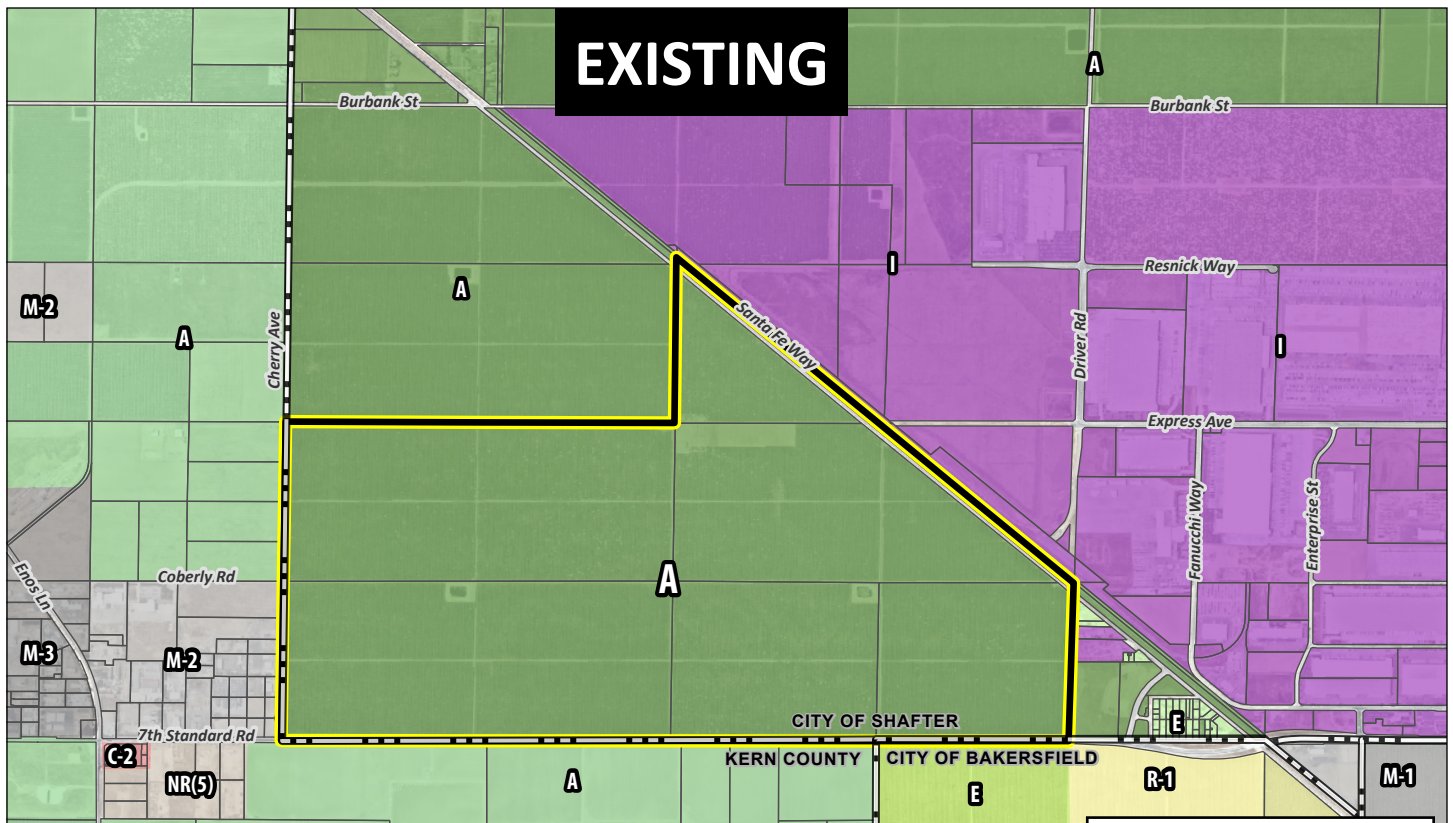 EXISTING
A
Burbank St
Burbank St
I
Resnick Way
A
M-2
A
Cherry Ave
Santa Fe Way
Driver Rd
I
Express Ave
Fanucchi Way
Enterprise St
Enos Ln
Coberly Rd
A
M-3
M-2
E
CITY OF SHAFTER
7th Standard Rd
C-2
KERN COUNTY
CITY OF BAKERSFIELD
NR(5)
A
E
R-1
M-1